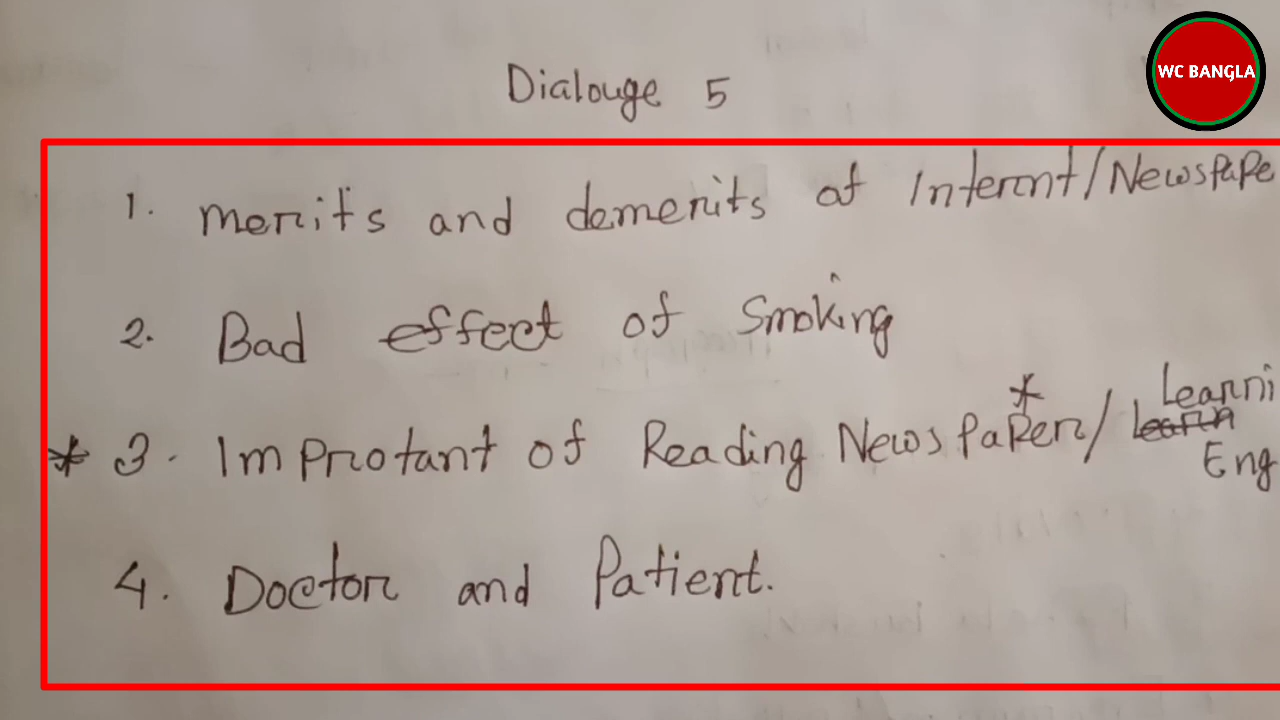 WC BANGLA
Dialouge 5
1. merits and demerits of Internt/Newspape
2. Bad effect of Smoking
* 3. Improtant of Reading Newspaper/ Learni
*
Eng
4. Doctor and Patient.